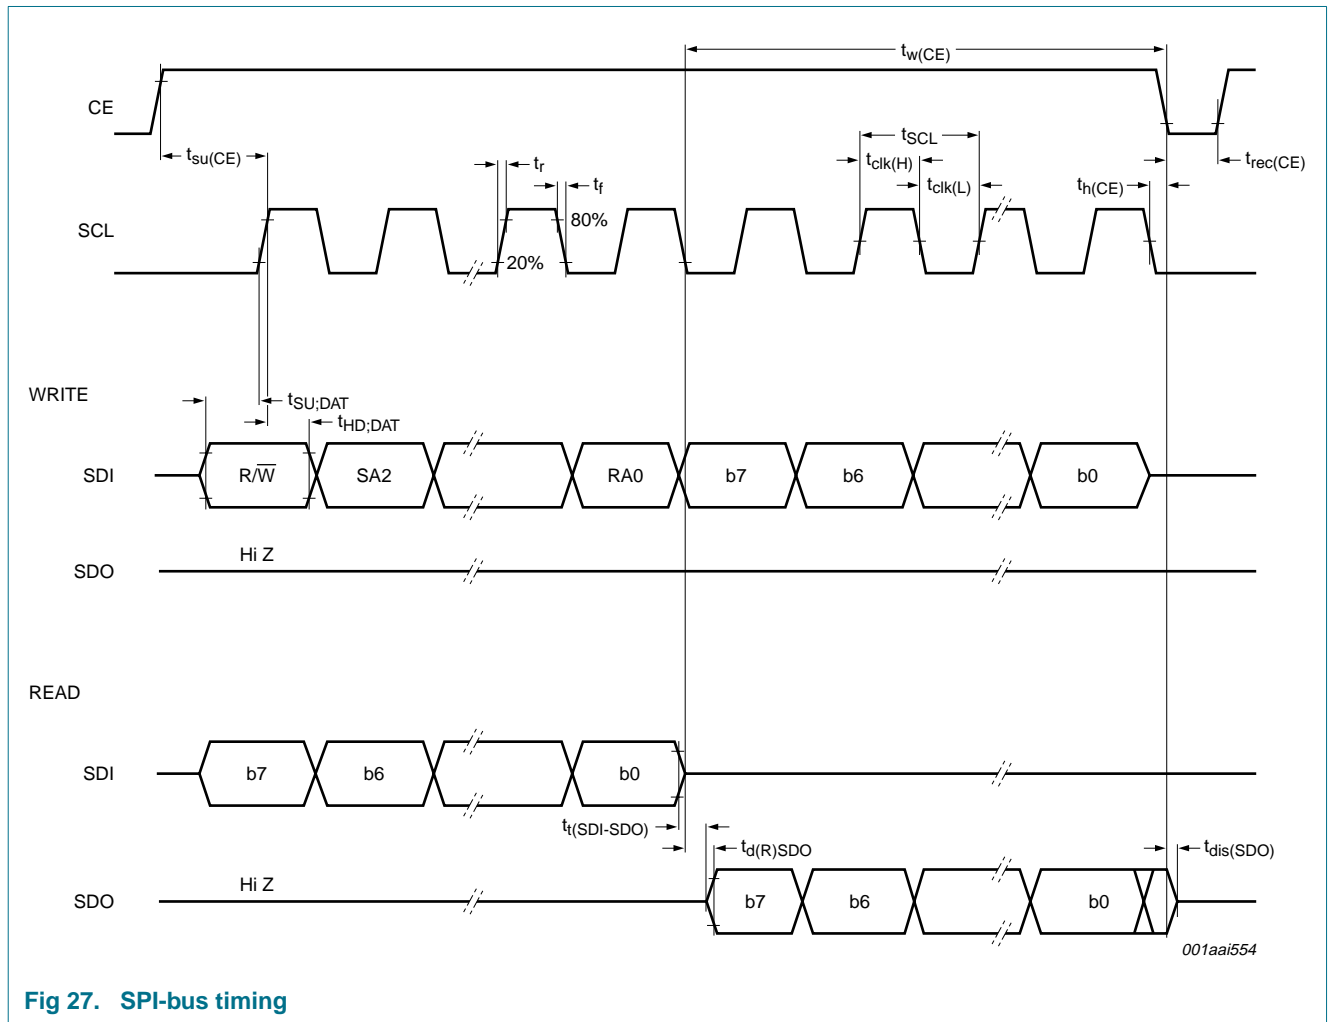 tw(CE)
CE
tSCL
tsu(CE)
tr
tclk(H)
trec(CE)
tf
tclk(L)
th(CE)
80%
SCL
20%
WRITE
tSU;DAT
tHD;DAT
SDI R/W̅ SA2 RA0 b7 b6 b0
Hi Z
SDO
READ
SDI b7 b6 b0
tt(SDI-SDO)
td(R)SDO
tdis(SDO)
Hi Z
SDO b7 b6 b0
001aai554
Fig 27. SPI-bus timing